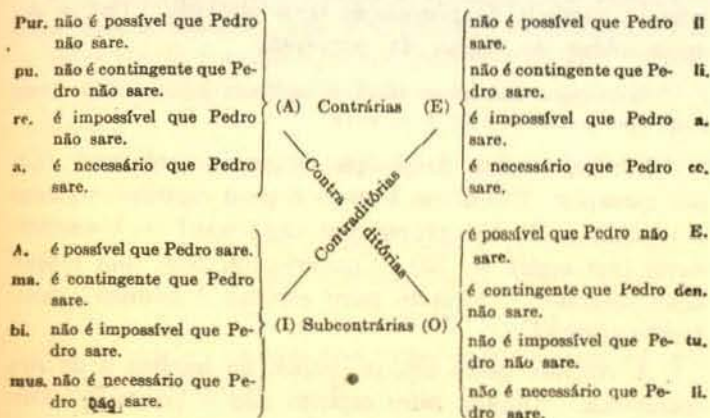 Pur. não é possível que Pedro
não sare.
pu. não é contingente que Pe-
dro não sare.
re. é impossível que Pedro
não sare.
a. é necessário que Pedro
sare.
(A) Contrárias (E)
não é possível que Pedro Il
sare.
não é contingente que Pe- li.
dro sare.
é impossível que Pedro a.
sare.
é necessário que Pedro ce.
sare.
Contra
ditórias
Contraditórias
A. é possível que Pedro sare.
ma. é contingente que Pedro
sare.
bi. não é impossível que Pe-
dro sare.
mus. não é necessário que Pe-
dro não sare.
(I) Subcontrárias (O)
é possível que Pedro não E.
sare.
é contingente que Pedro den.
não sare.
não é impossível que Pe- tu.
dro não sare.
não é necessário que Pe- li.
dro sare.